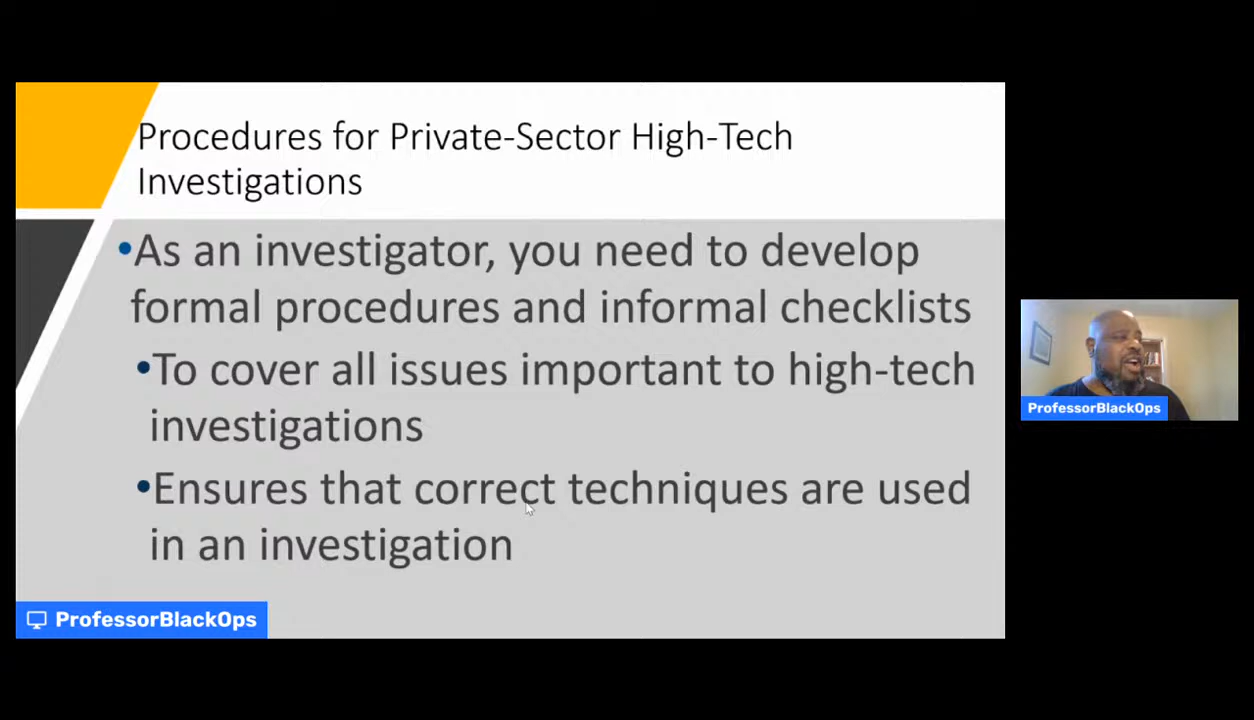 Procedures for Private-Sector High-Tech
Investigations
•As an investigator, you need to develop
formal procedures and informal checklists
•To cover all issues important to high-tech
investigations
•Ensures that correct techniques are used
in an investigation
ProfessorBlackOps
ProfessorBlackOps